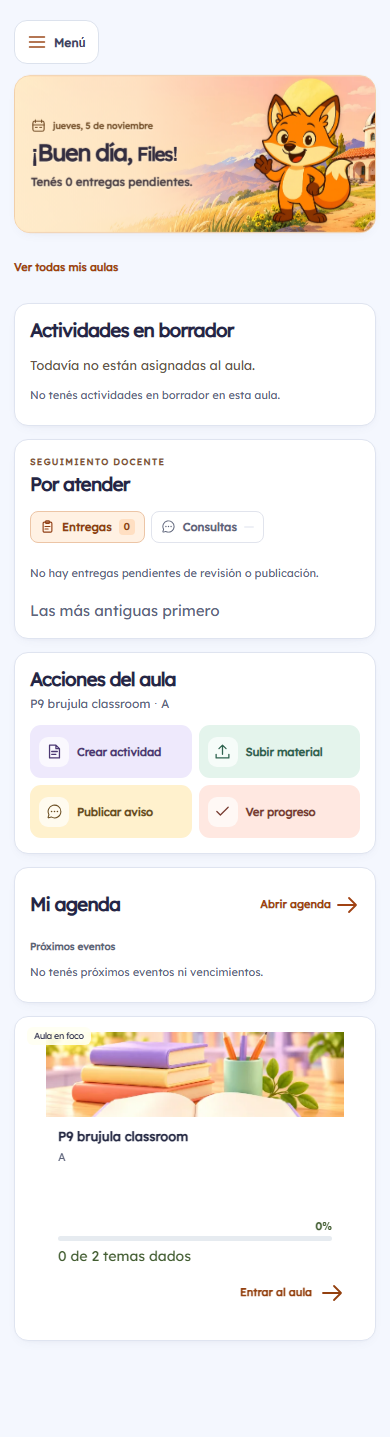 Menú
jueves, 5 de noviembre
¡Buen día, Files!
Tenés 0 entregas pendientes.
Ver todas mis aulas
Actividades en borrador
Todavía no están asignadas al aula.
No tenés actividades en borrador en esta aula.
SEGUIMIENTO DOCENTE
Por atender
Entregas 0
Consultas —
No hay entregas pendientes de revisión o publicación.
Las más antiguas primero
Acciones del aula
P9 brujula classroom · A
Crear actividad
Subir material
Publicar aviso
Ver progreso
Mi agenda
Abrir agenda
Próximos eventos
No tenés próximos eventos ni vencimientos.
Aula en foco
P9 brujula classroom
A
0%
0 de 2 temas dados
Entrar al aula